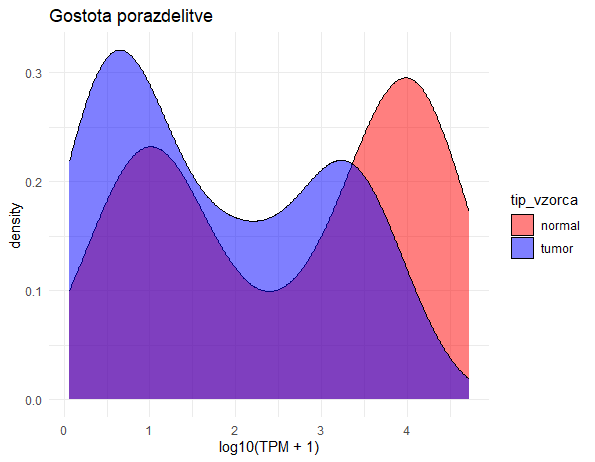 Gostota porazdelitve
0.3
0.2
0.1
0.0
density
0 1 2 3 4
log10(TPM + 1)
tip_vzorca
normal
tumor